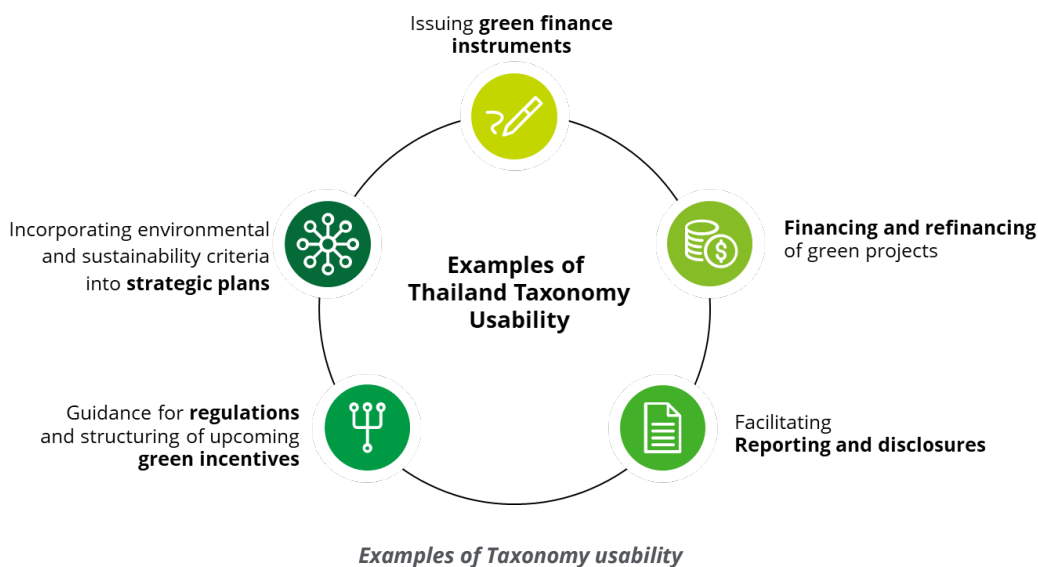 Issuing green finance
instruments
Financing and refinancing
of green projects
Facilitating
Reporting and disclosures
Guidance for regulations
and structuring of upcoming
green incentives
Incorporating environmental
and sustainability criteria
into strategic plans
Examples of
Thailand Taxonomy
Usability
Examples of Taxonomy usability